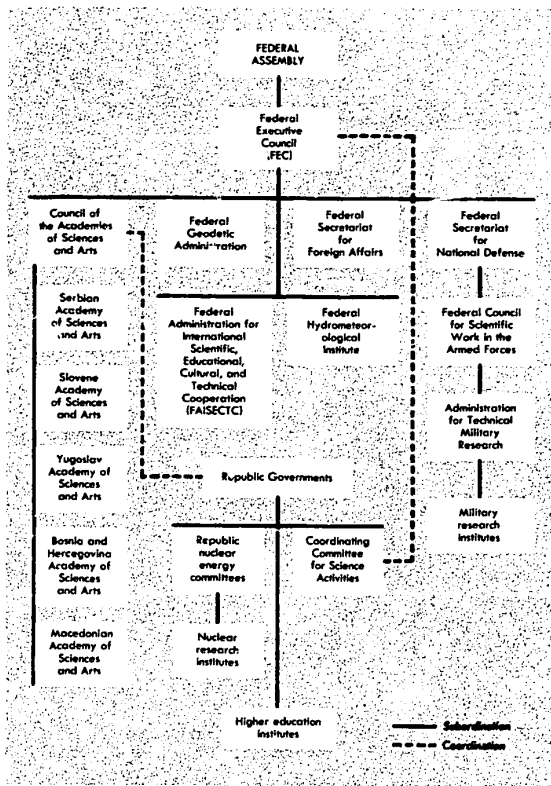 FEDERAL
ASSEMBLY
Federal
Executive
Council
(FEC)
Council of
the Academies
of Sciences
and Arts
Federal
Geodetic
Administration
Federal
Secretariat
for
Foreign Affairs
Federal
Secretariat
for
National Defense
Serbian
Academy
of Sciences
and Arts
Federal
Administration for
International
Scientific,
Educational,
Cultural, and
Technical
Cooperation
(FAISECTC)
Federal
Hydrometeor-
ological
Institute
Federal Council
for Scientific
Work in the
Armed Forces
Slovene
Academy
of Sciences
and Arts
Administration
for Technical
Military
Research
Yugoslav
Academy of
Sciences
and Arts
Republic Governments
Military
research
institutes
Bosnia and
Hercegovina
Academy of
Sciences
and Arts
Republic
nuclear
energy
committees
Coordinating
Committee
for Science
Activities
Macedonian
Academy of
Sciences
and Arts
Nuclear
research
institutes
Higher education
institutes
Subordination
Coordination